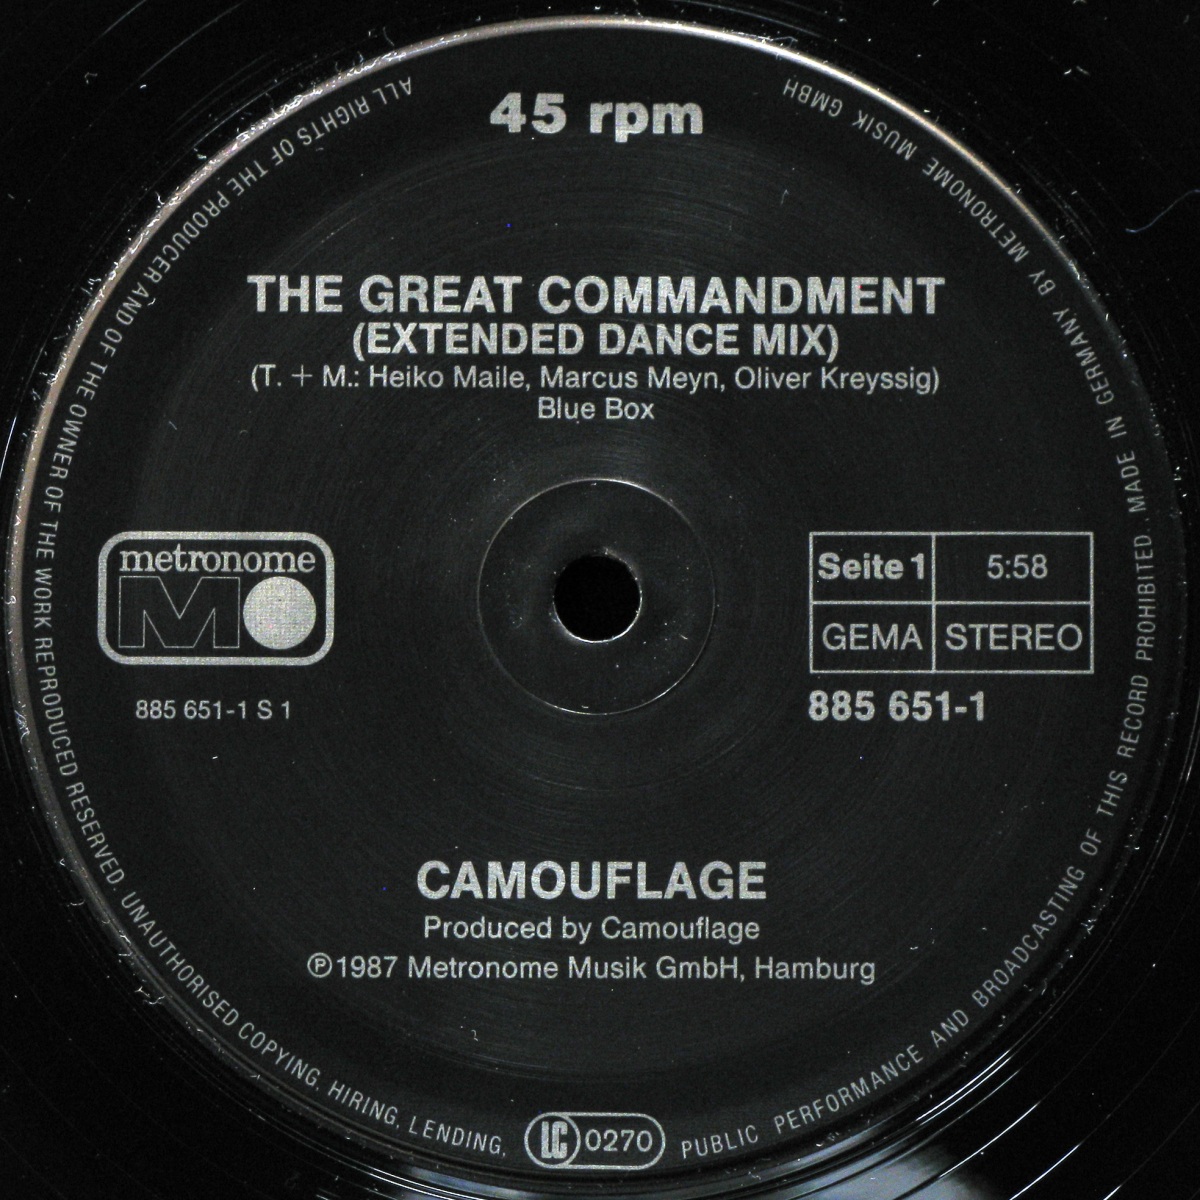 45 rpm
THE GREAT COMMANDMENT
(EXTENDED DANCE MIX)
(T. + M.: Heiko Maile, Marcus Meyn, Oliver Kreyssig)
Blue Box
metronome
MO
885 651-1 S 1
Seite 1 5:58
GEMA STEREO
885 651-1
CAMOUFLAGE
Produced by Camouflage
℗1987 Metronome Musik GmbH, Hamburg
ALL RIGHTS OF THE PRODUCER AND OF THE OWNER OF THE WORK REPRODUCED RESERVED. UNAUTHORISED COPYING, HIRING, LENDING, PUBLIC PERFORMANCE AND BROADCASTING OF THIS RECORD PROHIBITED. MADE IN GERMANY BY METRONOME MUSIK GMBH
LC 0270